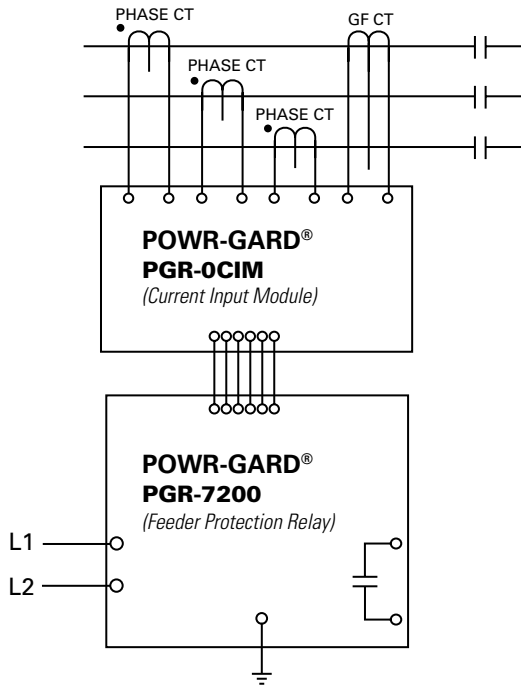 PHASE CT
GF CT
PHASE CT
PHASE CT
POWR-GARD®
PGR-0CIM
(Current Input Module)
POWR-GARD®
PGR-7200
(Feeder Protection Relay)
L1
L2